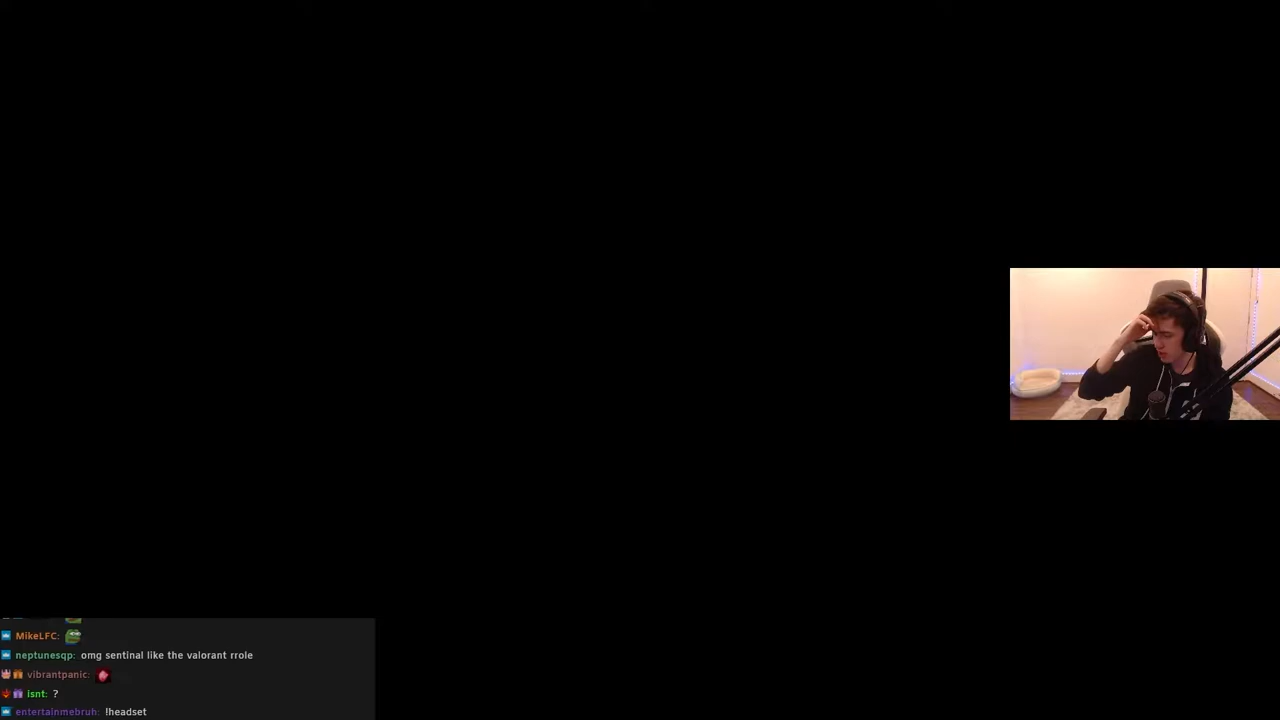 MikeLFC:
neptunesqp: omg sentinal like the valorant rrole
vibrantpanic:
isnt: ?
entertainmebruh: !headset